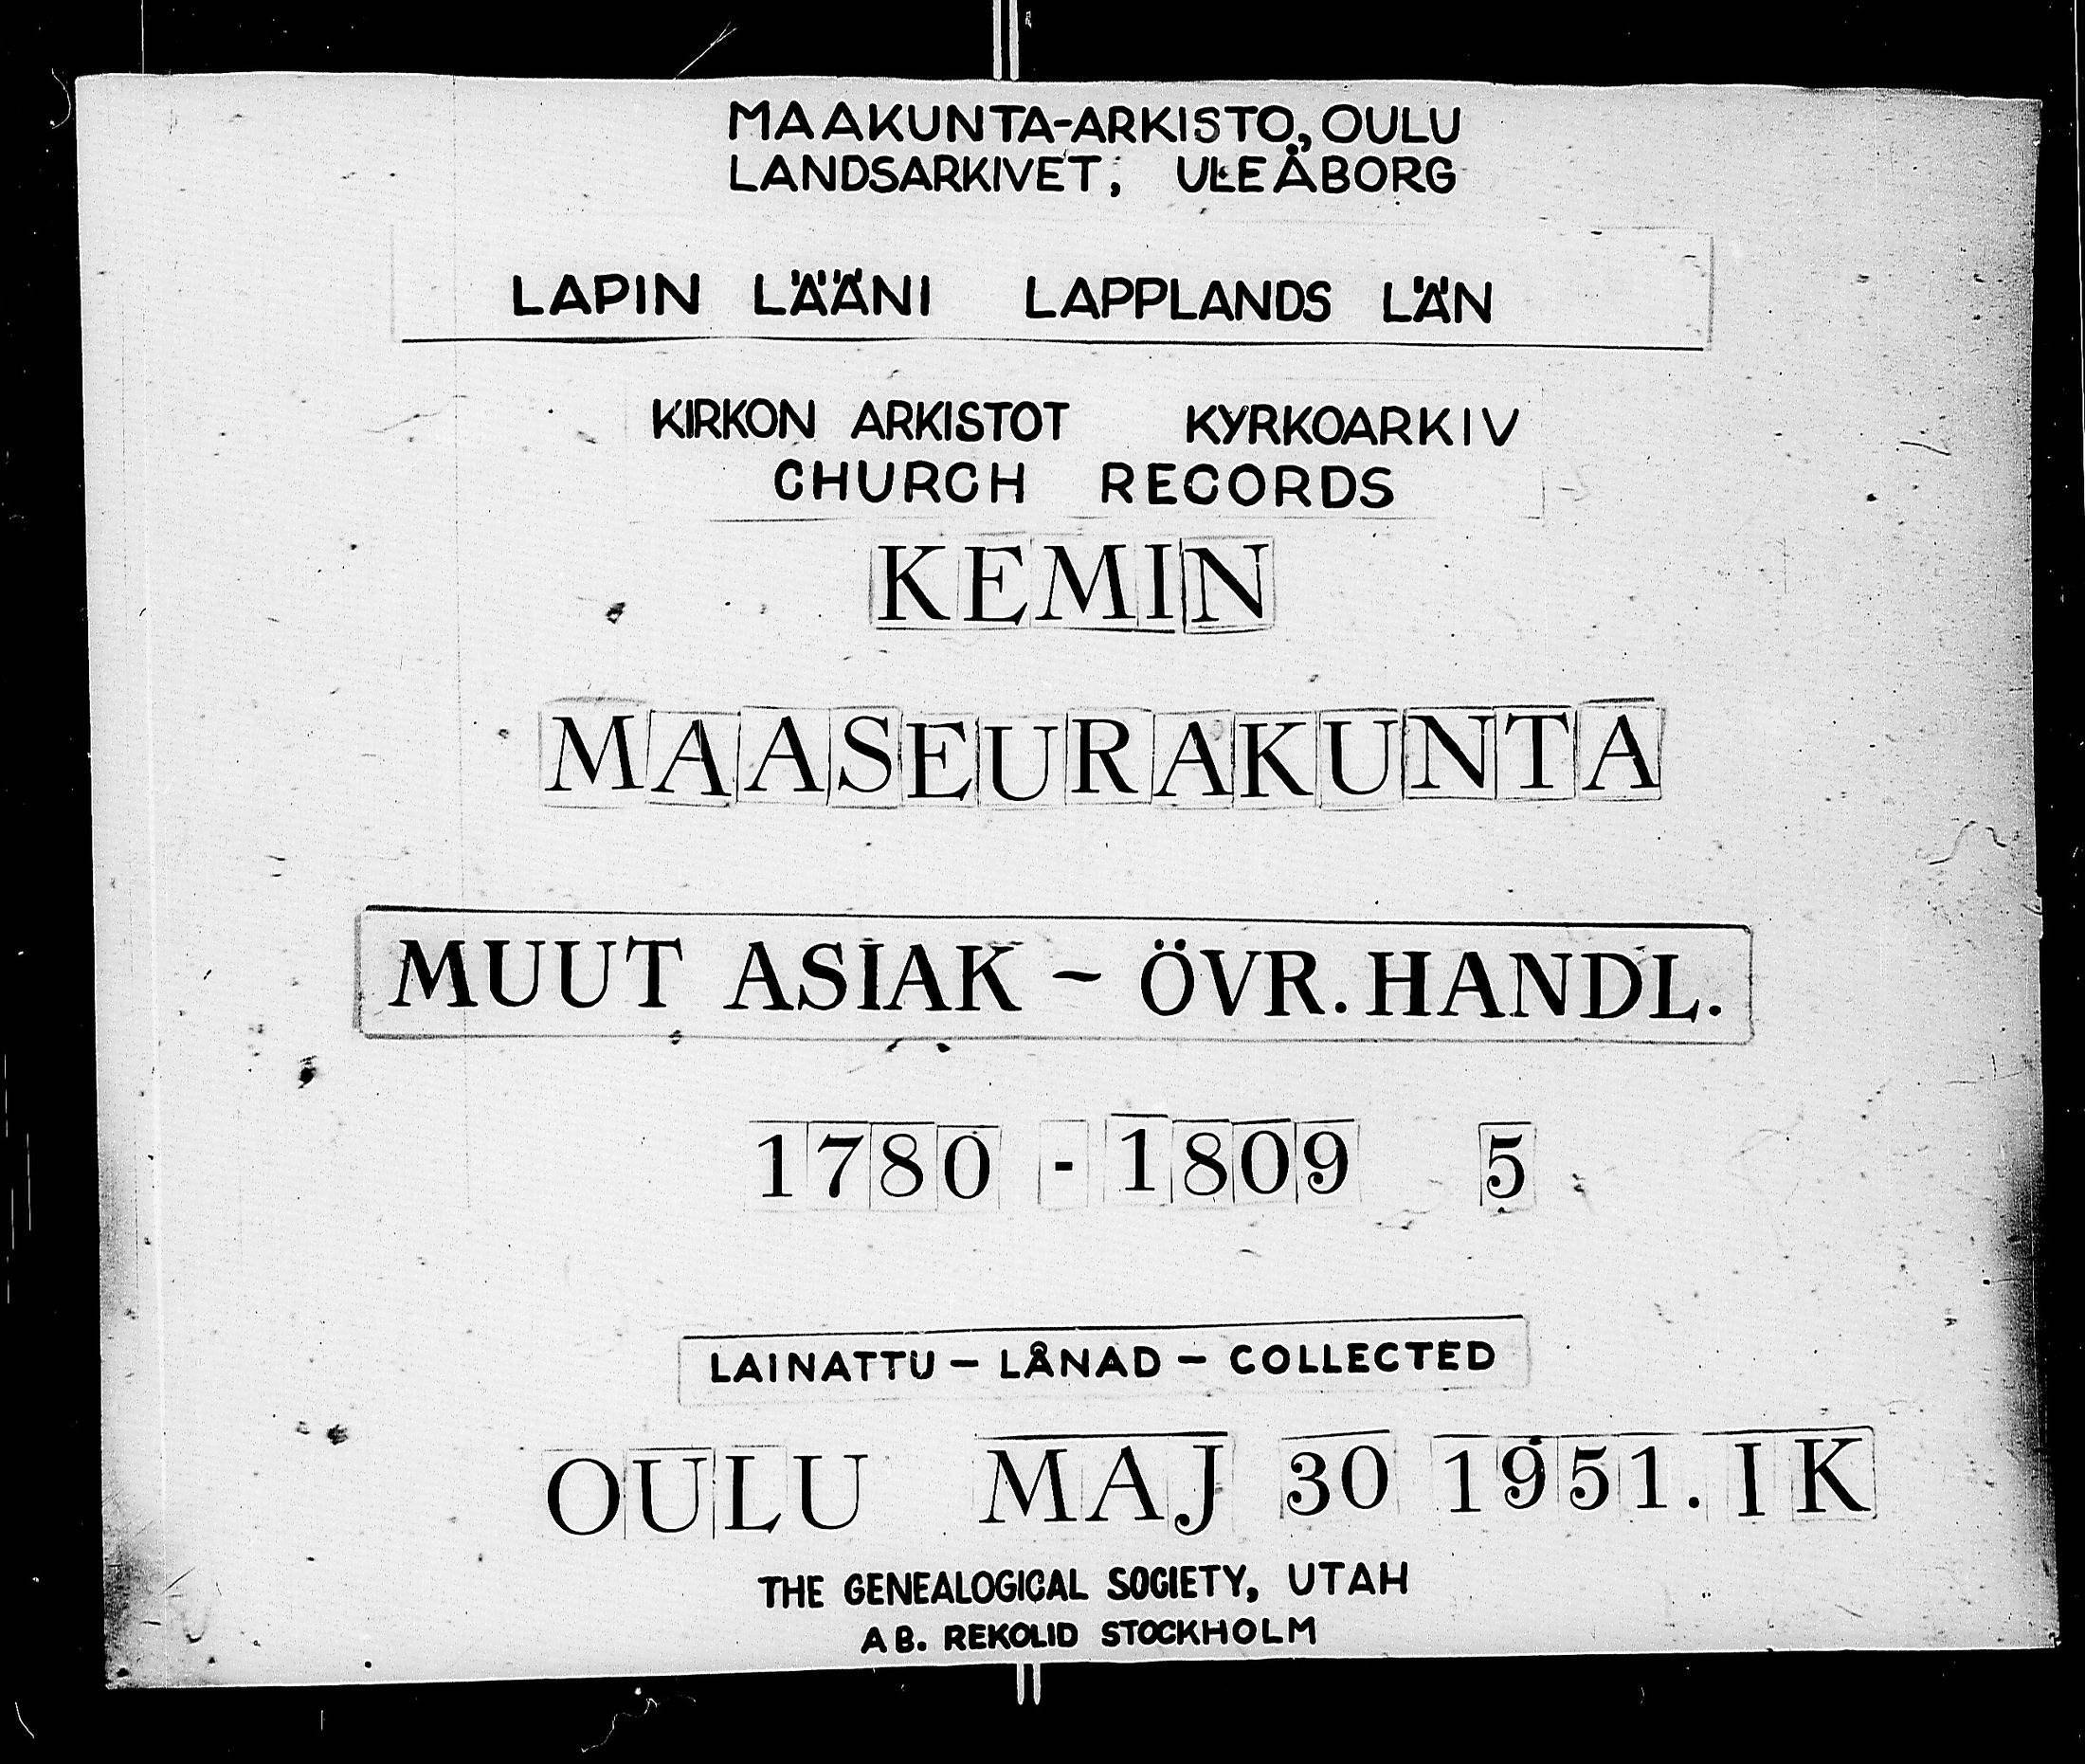 MAAKUNTA-ARKISTO, OULU
LANDSARKIVET, ULEÅBORG
LAPIN LÄÄNI LAPPLANDS LÄN
KIRKON ARKISTOT KYRKOARKIV
CHURCH RECORDS
KEMIN
MAASEURAKUNTA
MUUT ASIAK - ÖVR. HANDL.
1780 - 1809 5
LAINATTU - LÅNAD - COLLECTED
OULU MAJ 30 1951. IK
THE GENEALOGICAL SOCIETY, UTAH
AB. REKOLID STOCKHOLM